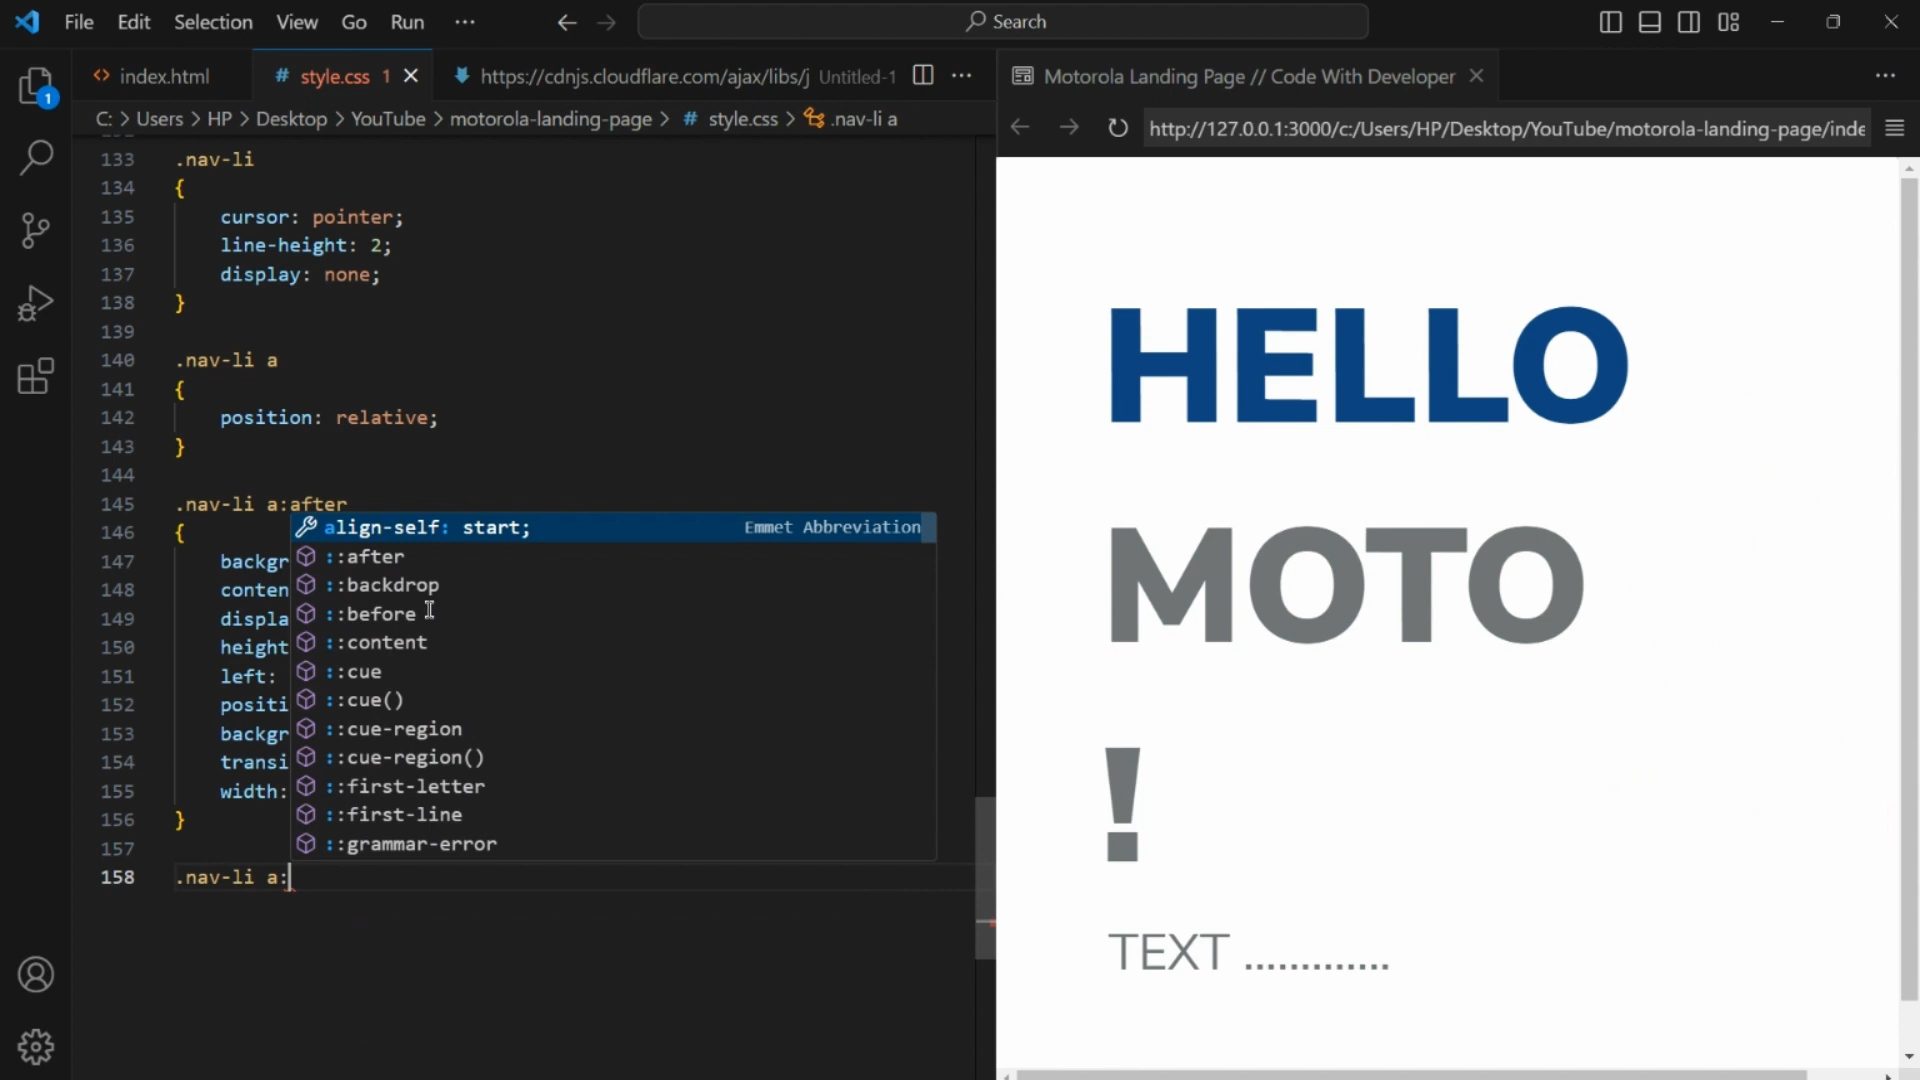 File Edit Selection View Go Run ···
Search
index.html
# style.css 1
https://cdnjs.cloudflare.com/ajax/libs/j Untitled-1
Motorola Landing Page // Code With Developer
1
C: > Users > HP > Desktop > YouTube > motorola-landing-page > # style.css > .nav-li a
http://127.0.0.1:3000/c:/Users/HP/Desktop/YouTube/motorola-landing-page/inde
133 .nav-li
134 {
135 cursor: pointer;
136 line-height: 2;
137 display: none;
138 }
139
140 .nav-li a
141 {
142 position: relative;
143 }
144
145 .nav-li a:after
146 {
147 backgr
148 conten
149 displa
150 height
151 left:
152 positi
153 backgr
154 transi
155 width:
156 }
157
158 .nav-li a:
align-self: start; Emmet Abbreviation
::after
::backdrop
::before
::content
::cue
::cue()
::cue-region
::cue-region()
::first-letter
::first-line
::grammar-error
HELLO
MOTO
!
TEXT .............